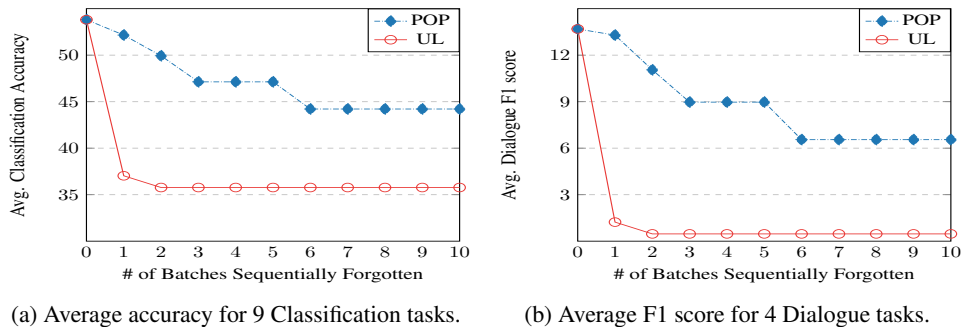 POP
UL
50
45
40
35
Avg. Classification Accuracy
0 1 2 3 4 5 6 7 8 9 10
# of Batches Sequentially Forgotten
(a) Average accuracy for 9 Classification tasks.
POP
UL
12
9
6
3
Avg. Dialogue F1 score
0 1 2 3 4 5 6 7 8 9 10
# of Batches Sequentially Forgotten
(b) Average F1 score for 4 Dialogue tasks.